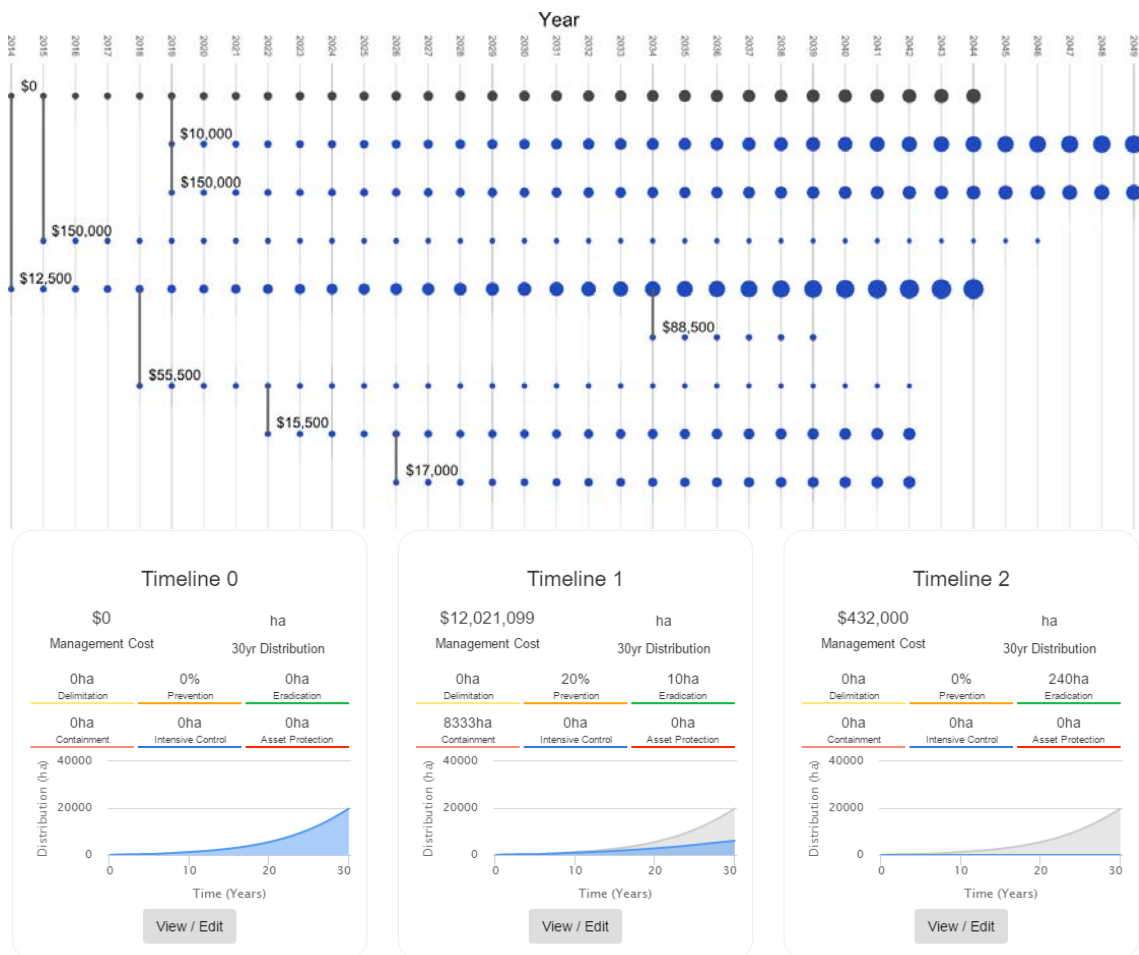 Year
2014 2015 2016 2017 2018 2019 2020 2021 2022 2023 2024 2025 2026 2027 2028 2029 2030 2031 2032 2033 2034 2035 2036 2037 2038 2039 2040 2041 2042 2043 2044 2045 2046 2047 2048 2049
$0
$10,000
$150,000
$150,000
$12,500
$88,500
$55,500
$15,500
$17,000
Timeline 0
$0 ha
Management Cost 30yr Distribution
0ha 0% 0ha
Delimitation Prevention Eradication
0ha 0ha 0ha
Containment Intensive Control Asset Protection
40000
20000
0
Distribution (ha)
0 10 20 30
Time (Years)
View / Edit
Timeline 1
$12,021,099 ha
Management Cost 30yr Distribution
0ha 20% 10ha
Delimitation Prevention Eradication
8333ha 0ha 0ha
Containment Intensive Control Asset Protection
40000
20000
0
Distribution (ha)
0 10 20 30
Time (Years)
View / Edit
Timeline 2
$432,000 ha
Management Cost 30yr Distribution
0ha 0% 240ha
Delimitation Prevention Eradication
0ha 0ha 0ha
Containment Intensive Control Asset Protection
40000
20000
0
Distribution (ha)
0 10 20 30
Time (Years)
View / Edit